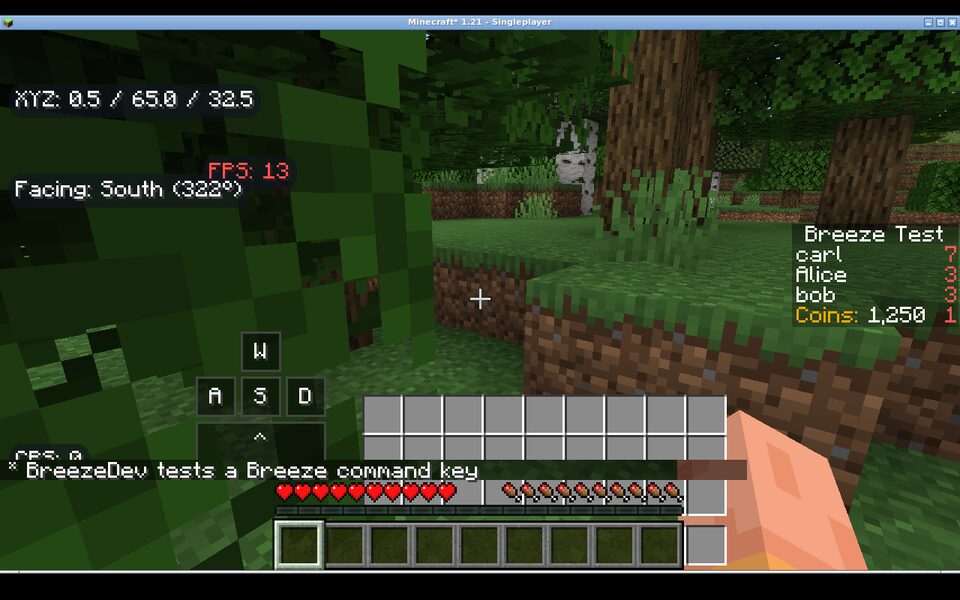 Minecraft* 1.21 - Singleplayer
XYZ: 0.5 / 65.0 / 32.5
FPS: 13
Facing: South (322°)
Breeze Test
carl 7
Alice 3
bob 3
Coins: 1,250 1
W
A S D
^
CPS: 0
* BreezeDev tests a Breeze command key